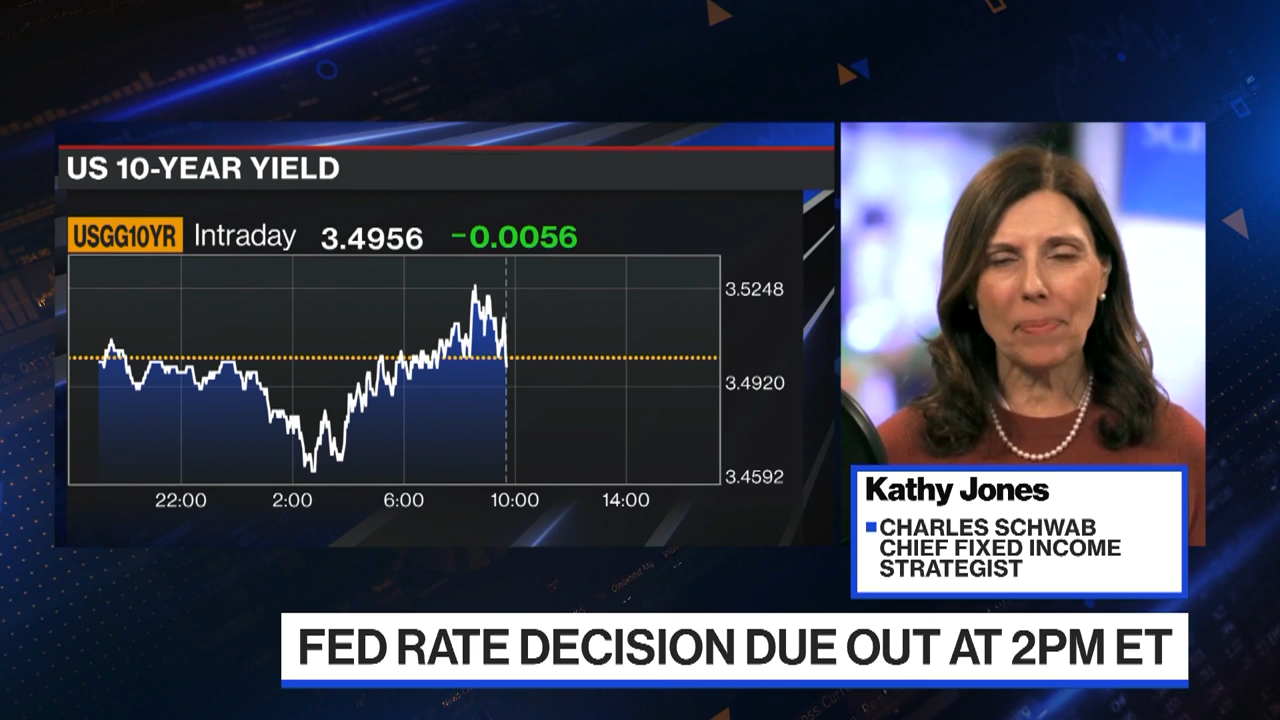 US 10-YEAR YIELD
USGG10YR Intraday 3.4956 -0.0056
3.5248
3.4920
3.4592
22:00 2:00 6:00 10:00 14:00
Kathy Jones
CHARLES SCHWAB
CHIEF FIXED INCOME
STRATEGIST
FED RATE DECISION DUE OUT AT 2PM ET